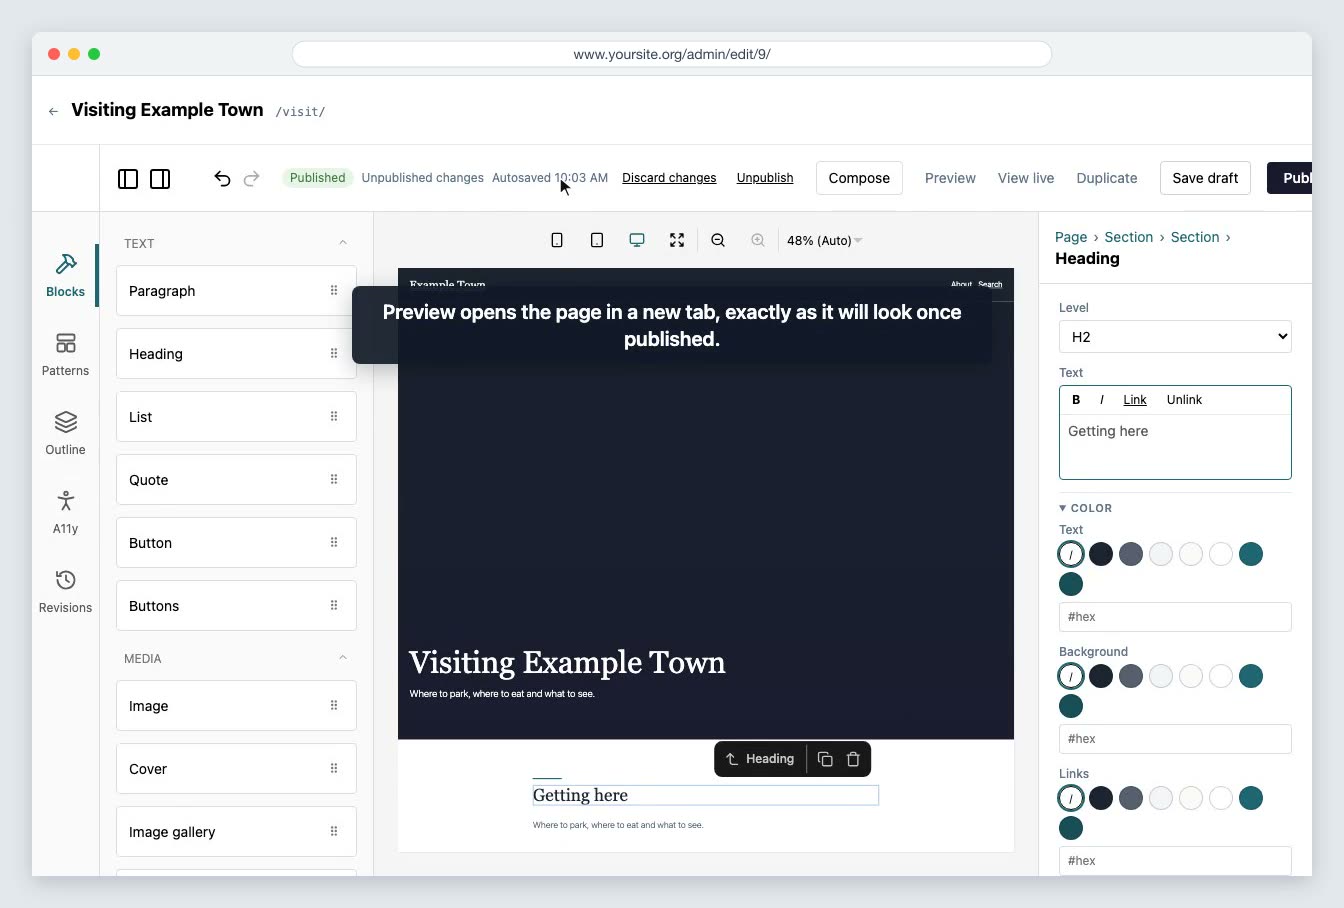 www.yoursite.org/admin/edit/9/
← Visiting Example Town /visit/
Published Unpublished changes Autosaved 10:03 AM Discard changes Unpublish Compose Preview View live Duplicate Save draft Publ
Blocks
Patterns
Outline
A11y
Revisions
TEXT
Paragraph
Heading
List
Quote
Button
Buttons
MEDIA
Image
Cover
Image gallery
48% (Auto)
Example Town About Search
Preview opens the page in a new tab, exactly as it will look once
published.
Visiting Example Town
Where to park, where to eat and what to see.
Heading
Getting here
Where to park, where to eat and what to see.
Page › Section › Section ›
Heading
Level
H2
Text
B I Link Unlink
Getting here
▾ COLOR
Text
/
#hex
Background
/
#hex
Links
/
#hex